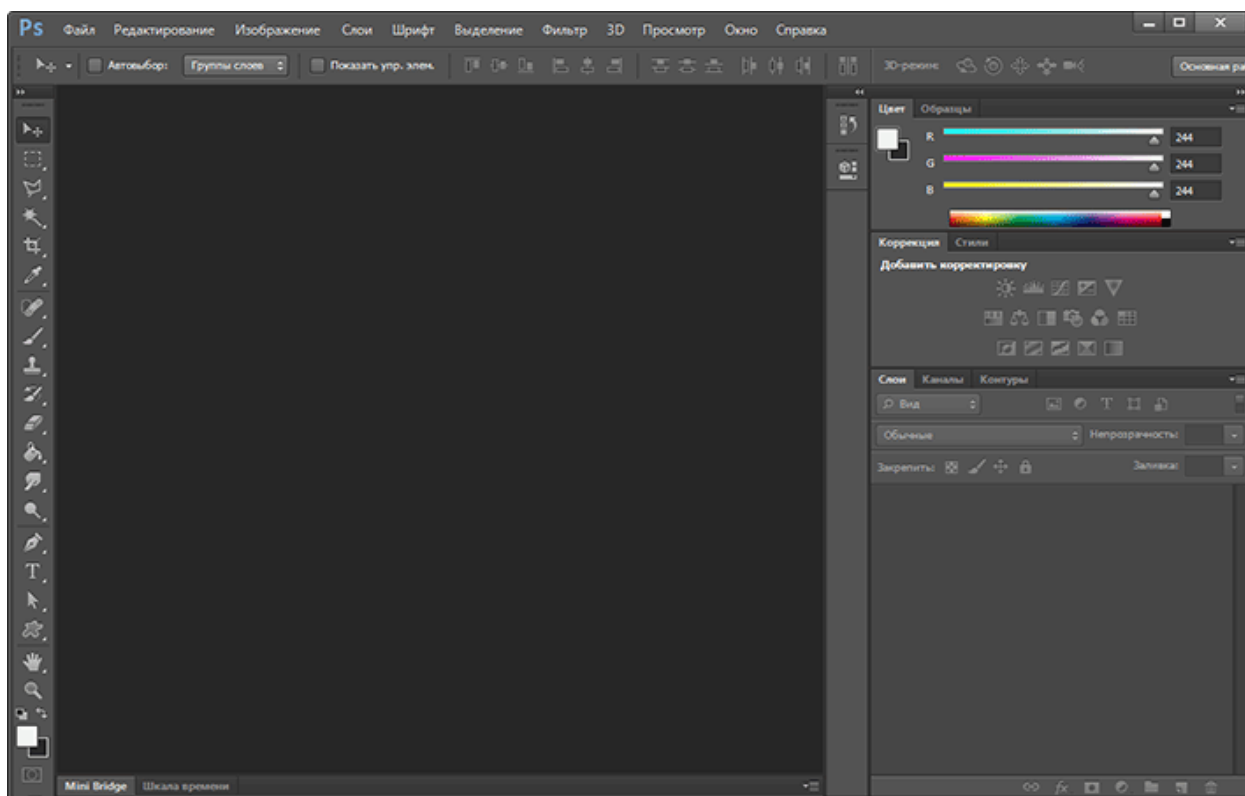 Ps Файл Редактирование Изображение Слои Шрифт Выделение Фильтр 3D Просмотр Окно Справка
Автовыбор: Группы слоев Показать упр. элем. 3D-режим: Основная ра
Цвет Образцы
R 244
G 244
B 244
Коррекция Стили
Добавить корректировку
Слои Каналы Контуры
Вид
Обычные Непрозрачность:
Закрепить: Заливка:
Mini Bridge Шкала времени